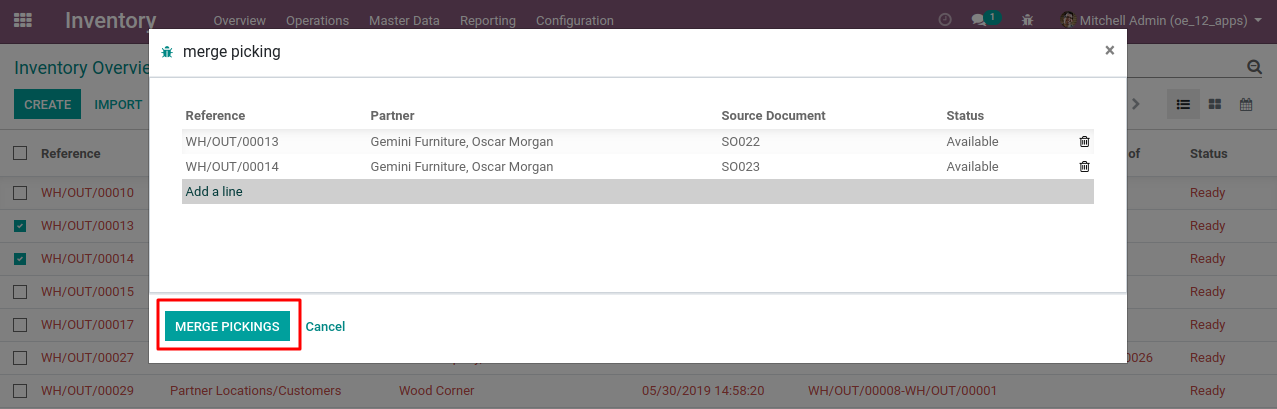 Inventory Overview Operations Master Data Reporting Configuration 1 Mitchell Admin (oe_12_apps)
merge picking ×
Inventory Overvie
CREATE IMPORT
Reference Partner Source Document Status
WH/OUT/00013 Gemini Furniture, Oscar Morgan SO022 Available
WH/OUT/00014 Gemini Furniture, Oscar Morgan SO023 Available
Add a line
Reference of Status
WH/OUT/00010 Ready
WH/OUT/00013 Ready
WH/OUT/00014 Ready
WH/OUT/00015 Ready
WH/OUT/00017 Ready
MERGE PICKINGS Cancel
WH/OUT/00027 0026 Ready
WH/OUT/00029 Partner Locations/Customers Wood Corner 05/30/2019 14:58:20 WH/OUT/00008-WH/OUT/00001 Ready